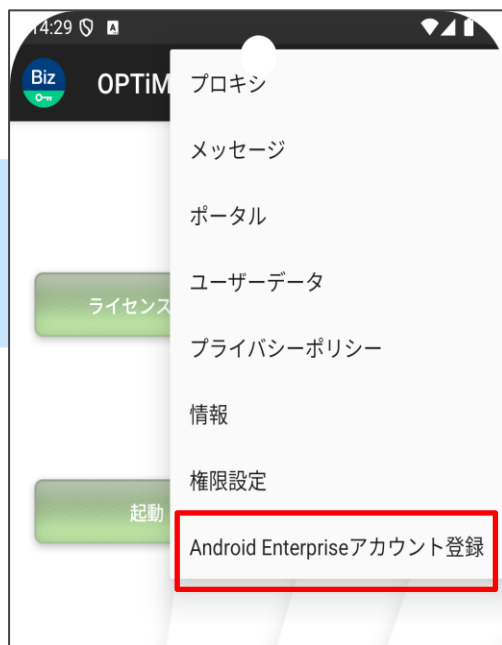 4:29
Biz
OPTiM
プロキシ
メッセージ
ポータル
ユーザーデータ
プライバシーポリシー
情報
権限設定
Android Enterpriseアカウント登録
ライセンス
起動